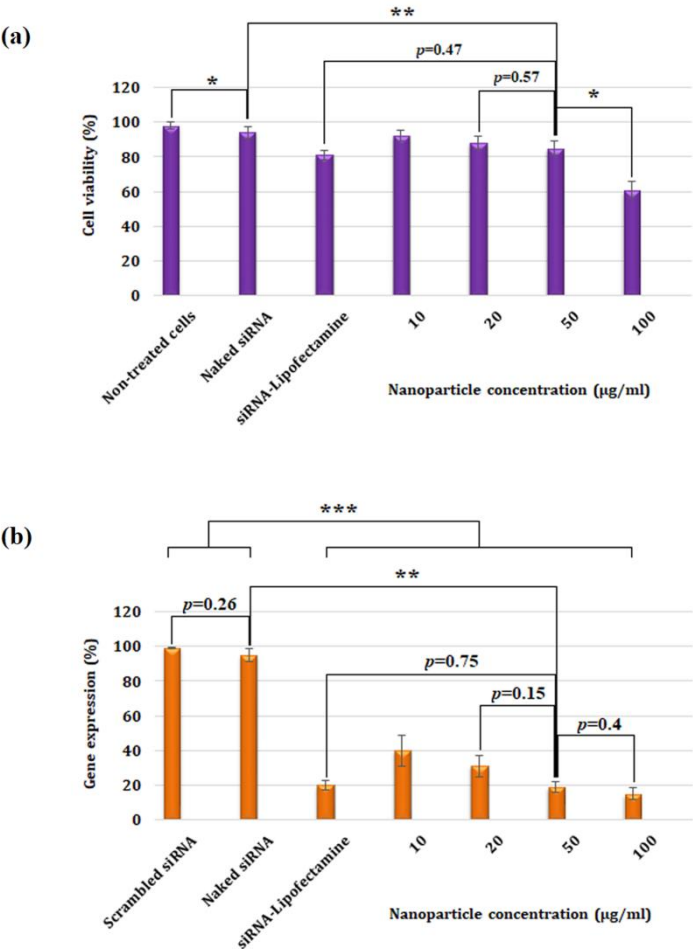 (a)
**
p=0.47
p=0.57
*
*
Cell viability (%)
120
100
80
60
40
20
0
Non-treated cells
Naked siRNA
siRNA-Lipofectamine
10
20
50
100
Nanoparticle concentration (µg/ml)
(b)
***
**
p=0.26
p=0.75
p=0.15
p=0.4
Gene expression (%)
120
100
80
60
40
20
0
Scrambled siRNA
Naked siRNA
siRNA-Lipofectamine
10
20
50
100
Nanoparticle concentration (µg/ml)